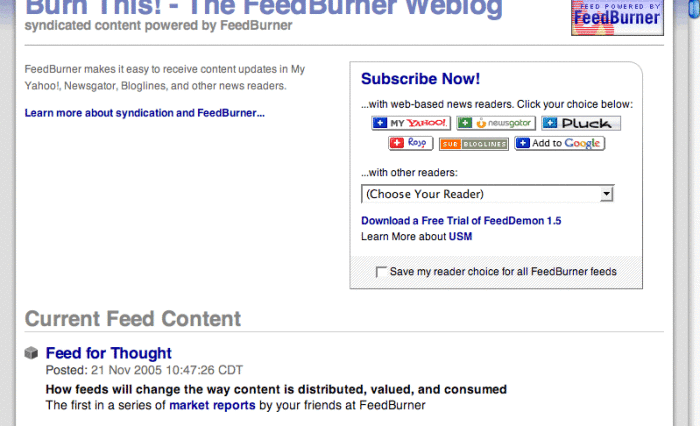 Burn This! - The FeedBurner Weblog
syndicated content powered by FeedBurner
FEED POWERED BY
FeedBurner
FeedBurner makes it easy to receive content updates in My
Yahoo!, Newsgator, Bloglines, and other news readers.
Learn more about syndication and FeedBurner...
Subscribe Now!
...with web-based news readers. Click your choice below:
MY YAHOO! newsgator Pluck
Rojo SUB BLOGLINES Add to Google
...with other readers:
(Choose Your Reader)
Download a Free Trial of FeedDemon 1.5
Learn More about USM
Save my reader choice for all FeedBurner feeds
Current Feed Content
Feed for Thought
Posted: 21 Nov 2005 10:47:26 CDT
How feeds will change the way content is distributed, valued, and consumed
The first in a series of market reports by your friends at FeedBurner